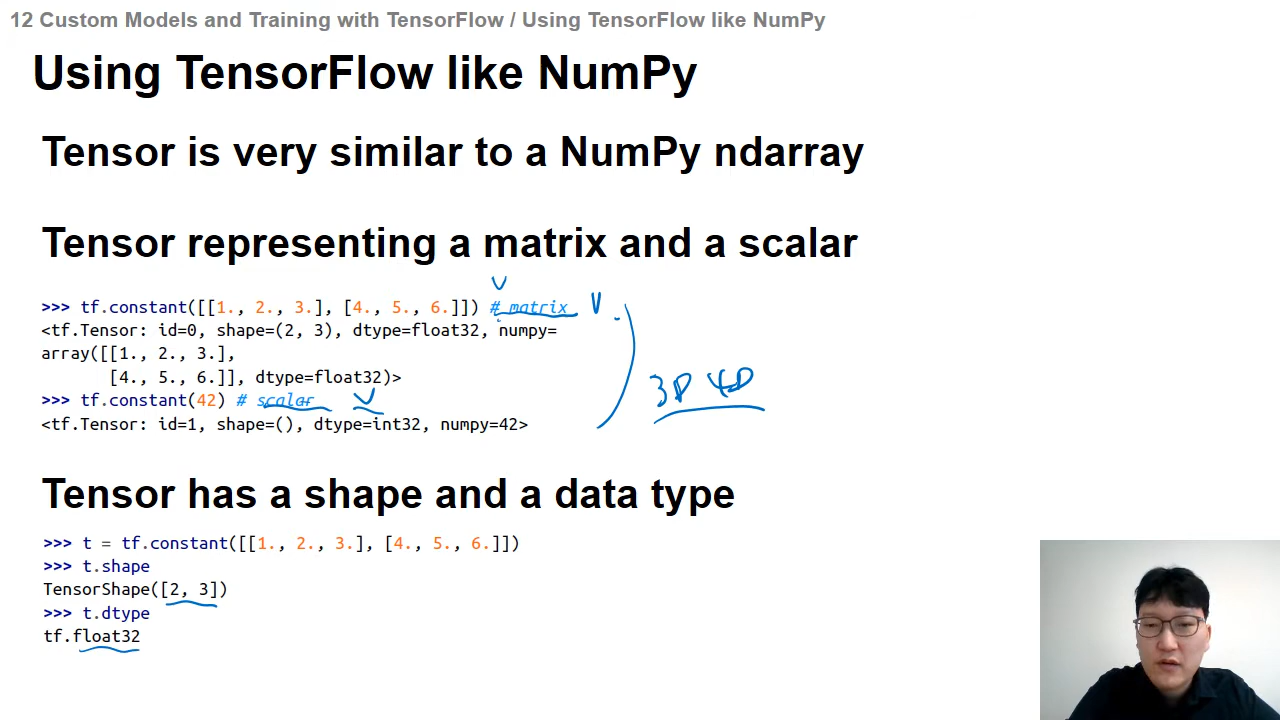 12 Custom Models and Training with TensorFlow / Using TensorFlow like NumPy
Using TensorFlow like NumPy
Tensor is very similar to a NumPy ndarray
Tensor representing a matrix and a scalar
>>> tf.constant([[1., 2., 3.], [4., 5., 6.]]) # matrix
<tf.Tensor: id=0, shape=(2, 3), dtype=float32, numpy=
array([[1., 2., 3.],
[4., 5., 6.]], dtype=float32)>
3D 4D
>>> tf.constant(42) # scalar
<tf.Tensor: id=1, shape=(), dtype=int32, numpy=42>
Tensor has a shape and a data type
>>> t = tf.constant([[1., 2., 3.], [4., 5., 6.]])
>>> t.shape
TensorShape([2, 3])
>>> t.dtype
tf.float32